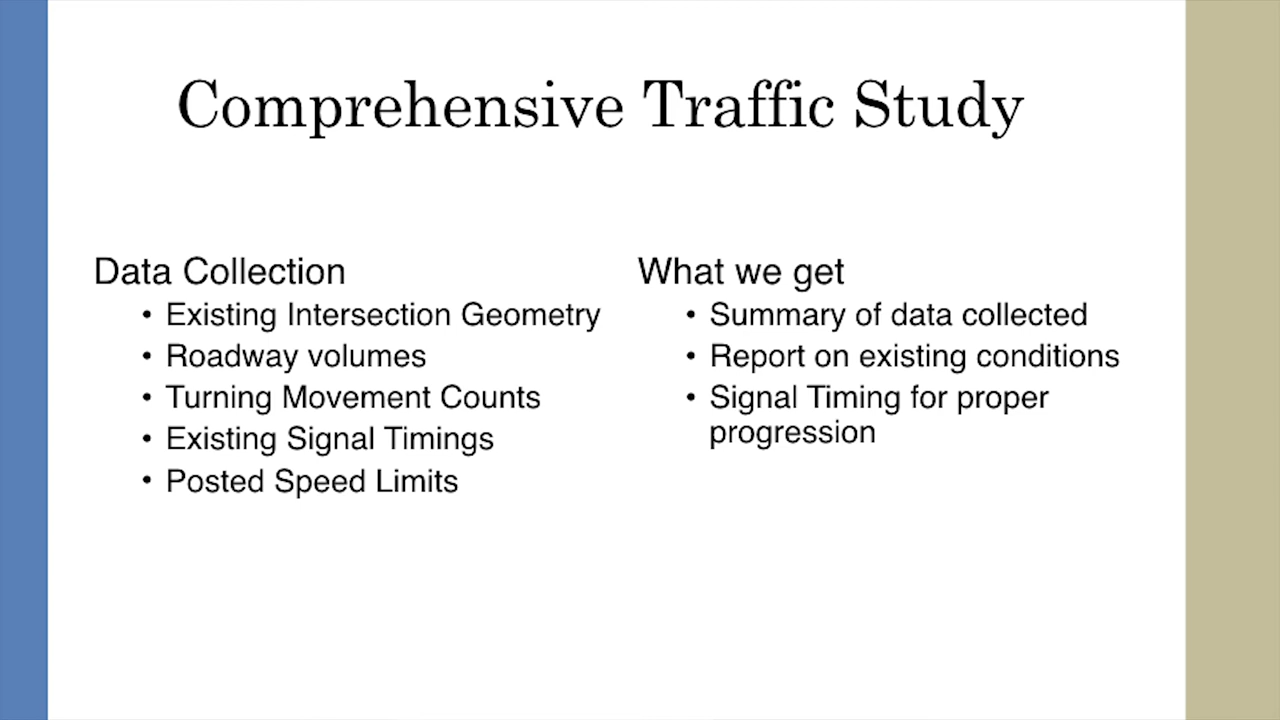 Comprehensive Traffic Study
Data Collection
• Existing Intersection Geometry
• Roadway volumes
• Turning Movement Counts
• Existing Signal Timings
• Posted Speed Limits
What we get
• Summary of data collected
• Report on existing conditions
• Signal Timing for proper
progression